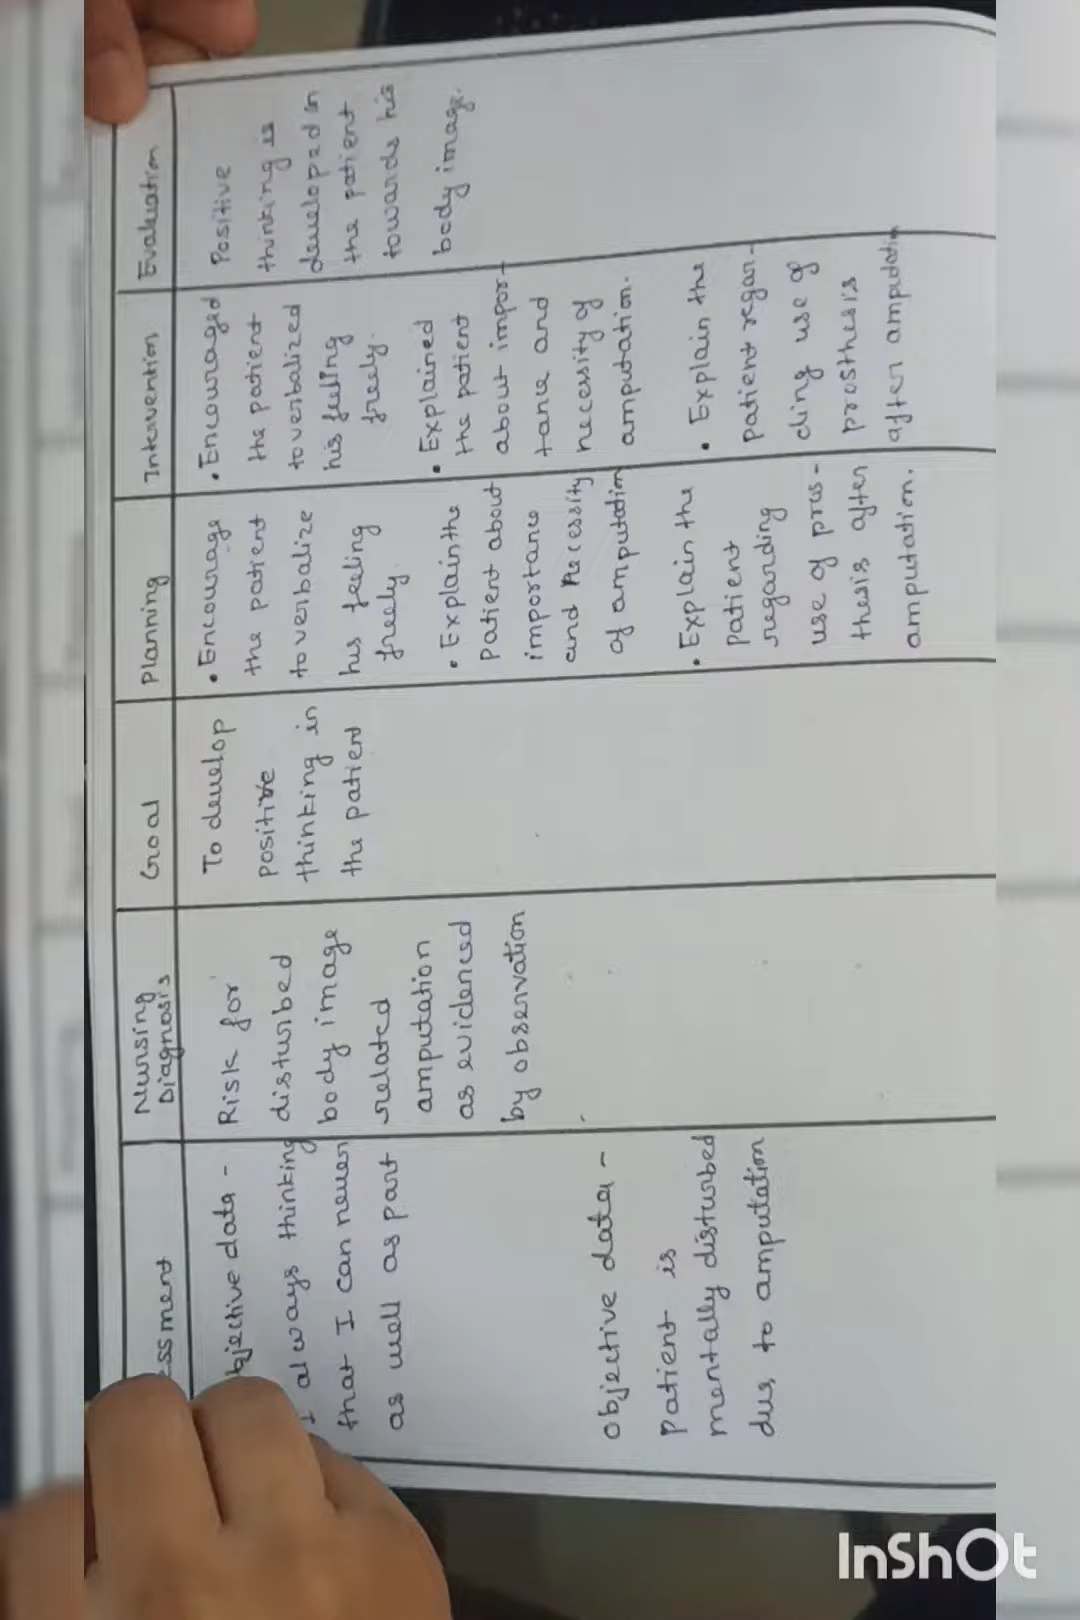 essment
bjective data -
I always thinking
that I can never
as well as part
objective data -
patient is
mentally disturbed
due to amputation
Nursing
Diagnosis
Risk for
disturbed
body image
related
amputation
as evidenced
by observation
Goal
To develop
positive
thinking in
the patient
Planning
• Encourage
the patient
to verbalize
his feeling
freely.
• Explain the
patient about
importance
and necessity
of amputation
• Explain the
patient
regarding
use of pros-
thesis after
amputation.
Intervention
• Encouraged
the patient
to verbalized
his feeling
freely.
• Explained
the patient
about impor-
tance and
necessity of
amputation.
• Explain the
patient regar-
ding use of
prosthesis
after amputation
Evaluation
Positive
thinking is
developed in
the patient
towards his
body image.
InShOt